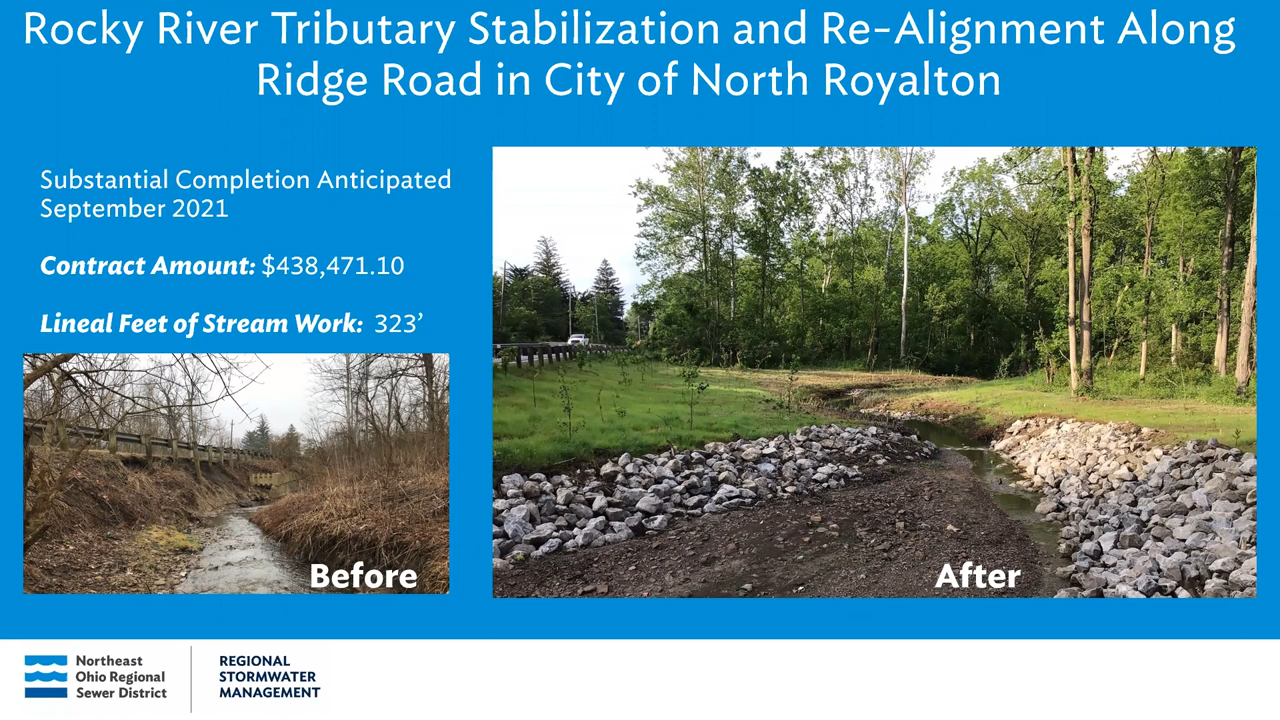 Rocky River Tributary Stabilization and Re-Alignment Along
Ridge Road in City of North Royalton
Substantial Completion Anticipated
September 2021
Contract Amount: $438,471.10
Lineal Feet of Stream Work: 323’
Before
After
Northeast
Ohio Regional
Sewer District
REGIONAL
STORMWATER
MANAGEMENT